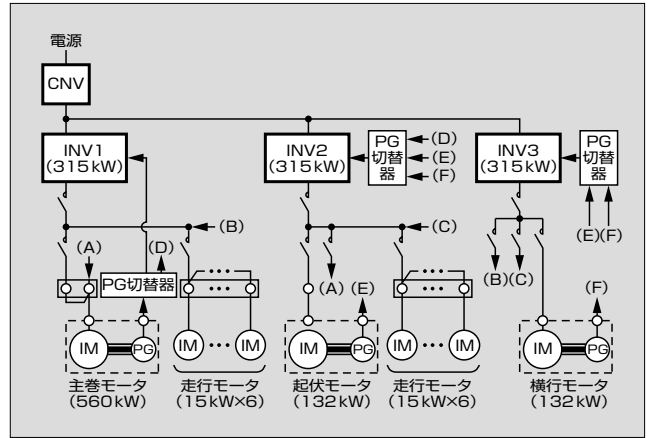 電源
CNV
INV1
(315kW)
INV2
(315kW)
PG
切替
器
(D)
(E)
(F)
INV3
(315kW)
PG
切替
器
(E)(F)
(B)
(C)
(A)
(D)
PG切替器
(A)
(E)
(B)(C)
(F)
IM
PG
IM
IM
IM
PG
IM
IM
IM
PG
主巻モータ
(560kW)
走行モータ
(15kW×6)
起伏モータ
(132kW)
走行モータ
(15kW×6)
横行モータ
(132kW)